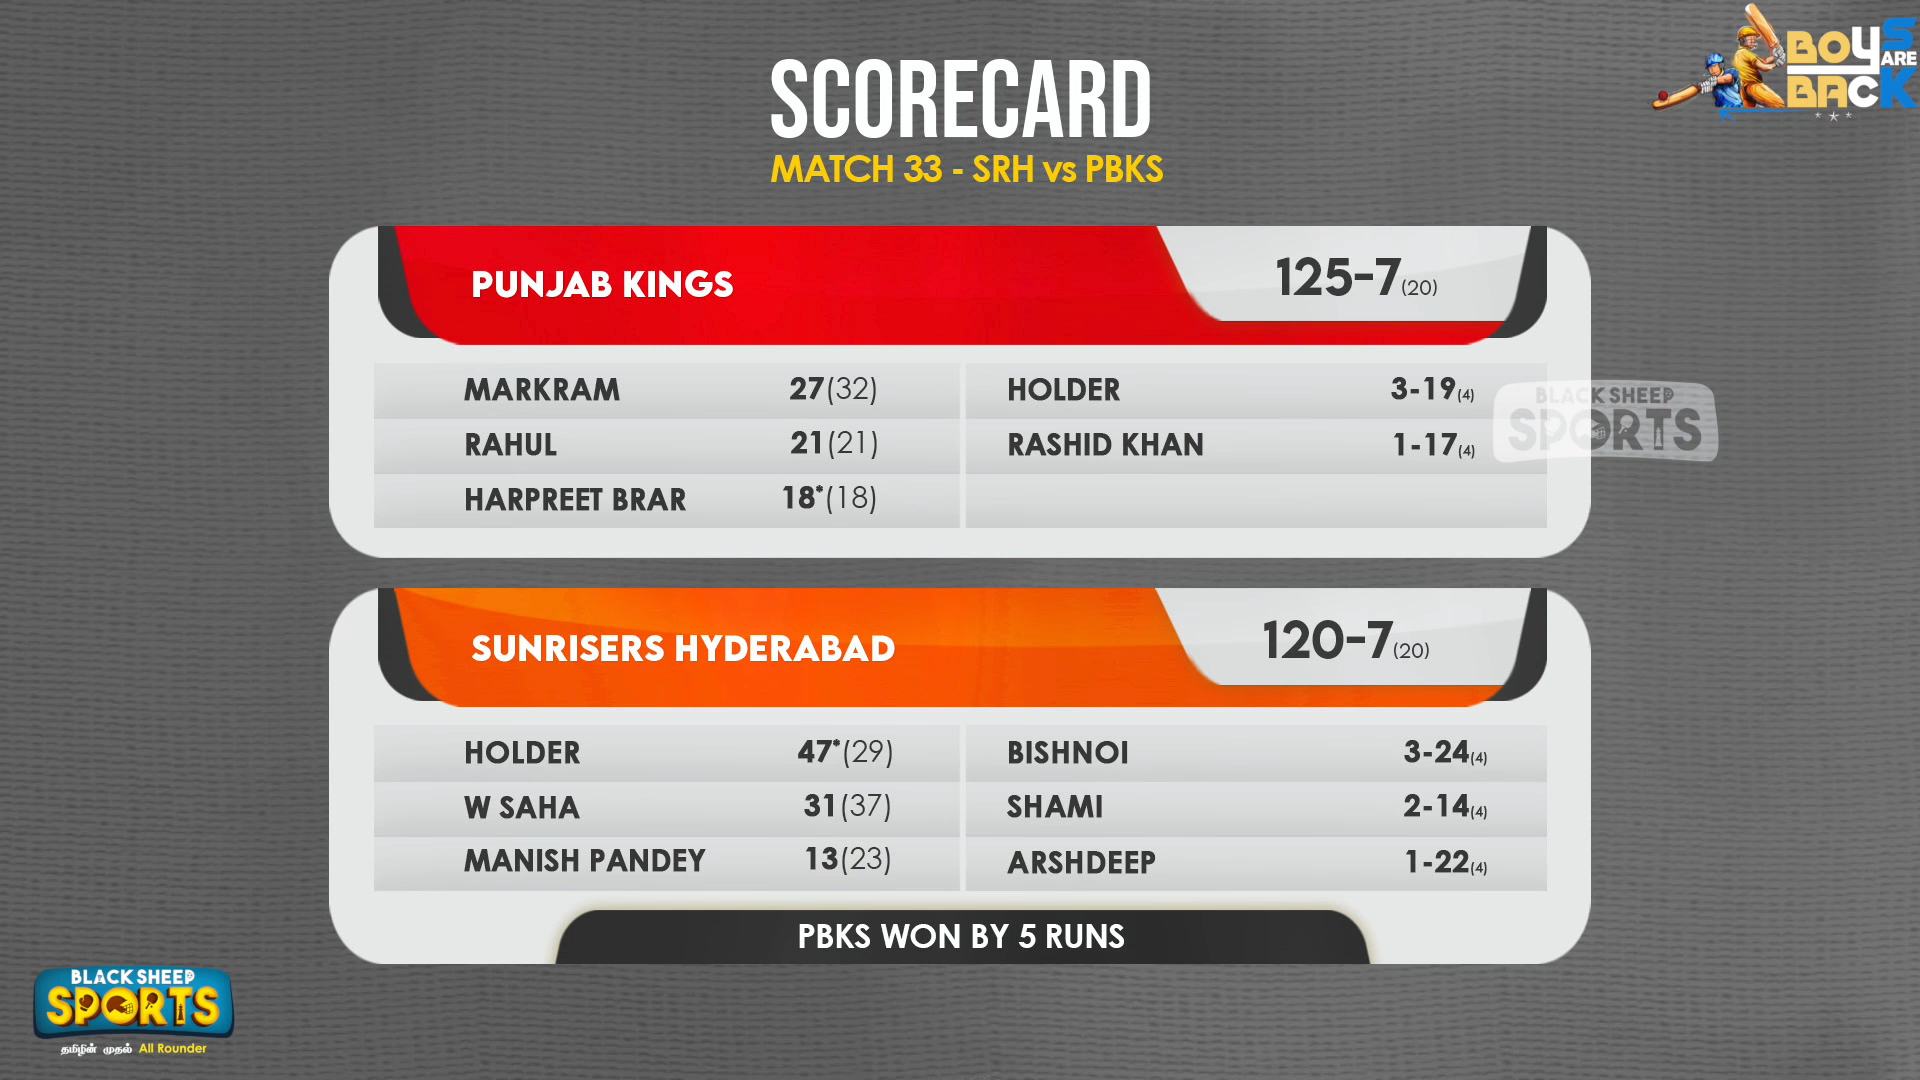 BOYS ARE BACK
SCORECARD
MATCH 33 - SRH vs PBKS
PUNJAB KINGS 125-7(20)
MARKRAM 27(32) HOLDER 3-19(4)
RAHUL 21(21) RASHID KHAN 1-17(4)
HARPREET BRAR 18*(18)
BLACK SHEEP
SPORTS
SUNRISERS HYDERABAD 120-7(20)
HOLDER 47*(29) BISHNOI 3-24(4)
W SAHA 31(37) SHAMI 2-14(4)
MANISH PANDEY 13(23) ARSHDEEP 1-22(4)
PBKS WON BY 5 RUNS
BLACK SHEEP
SPORTS
தமிழின் முதல் All Rounder